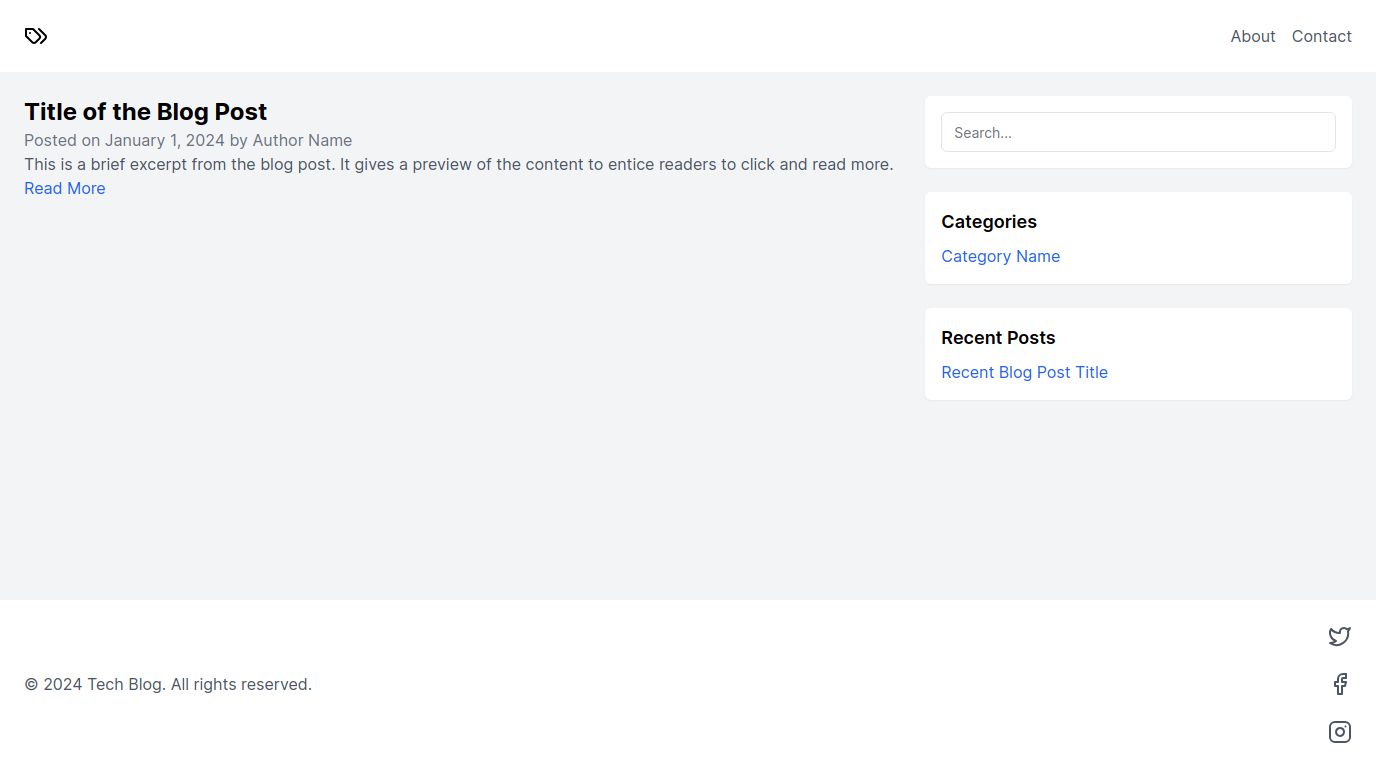 About
Contact
Title of the Blog Post
Posted on January 1, 2024 by Author Name
This is a brief excerpt from the blog post. It gives a preview of the content to entice readers to click and read more.
Read More
Search...
Categories
Category Name
Recent Posts
Recent Blog Post Title
© 2024 Tech Blog. All rights reserved.